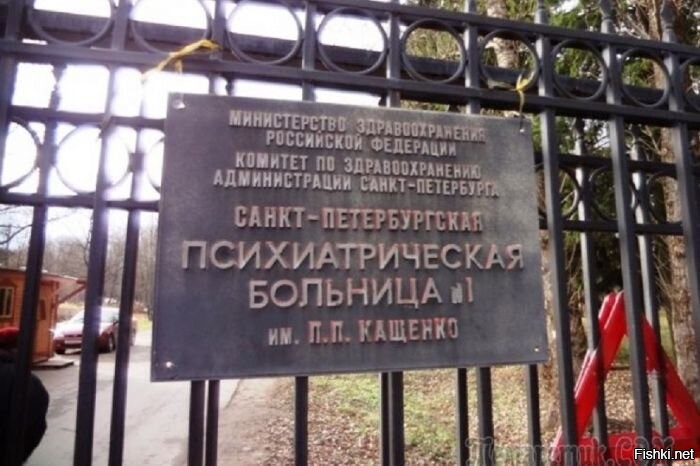 МИНИСТЕРСТВО ЗДРАВООХРАНЕНИЯ
РОССИЙСКОЙ ФЕДЕРАЦИИ
КОМИТЕТ ПО ЗДРАВООХРАНЕНИЮ
АДМИНИСТРАЦИИ САНКТ-ПЕТЕРБУРГА
САНКТ-ПЕТЕРБУРГСКАЯ
ПСИХИАТРИЧЕСКАЯ
БОЛЬНИЦА №1
ИМ. П.П. КАЩЕНКО
Fishki.net